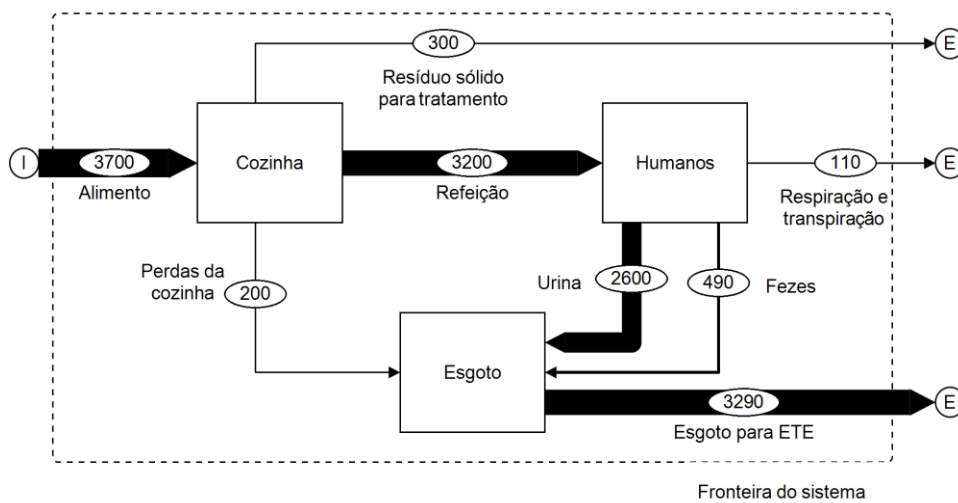 300
E
Resíduo sólido
para tratamento
I
3700
Alimento
Cozinha
3200
Refeição
Humanos
110
E
Respiração e
transpiração
Perdas da
cozinha
200
Urina
2600
490
Fezes
Esgoto
3290
E
Esgoto para ETE
Fronteira do sistema